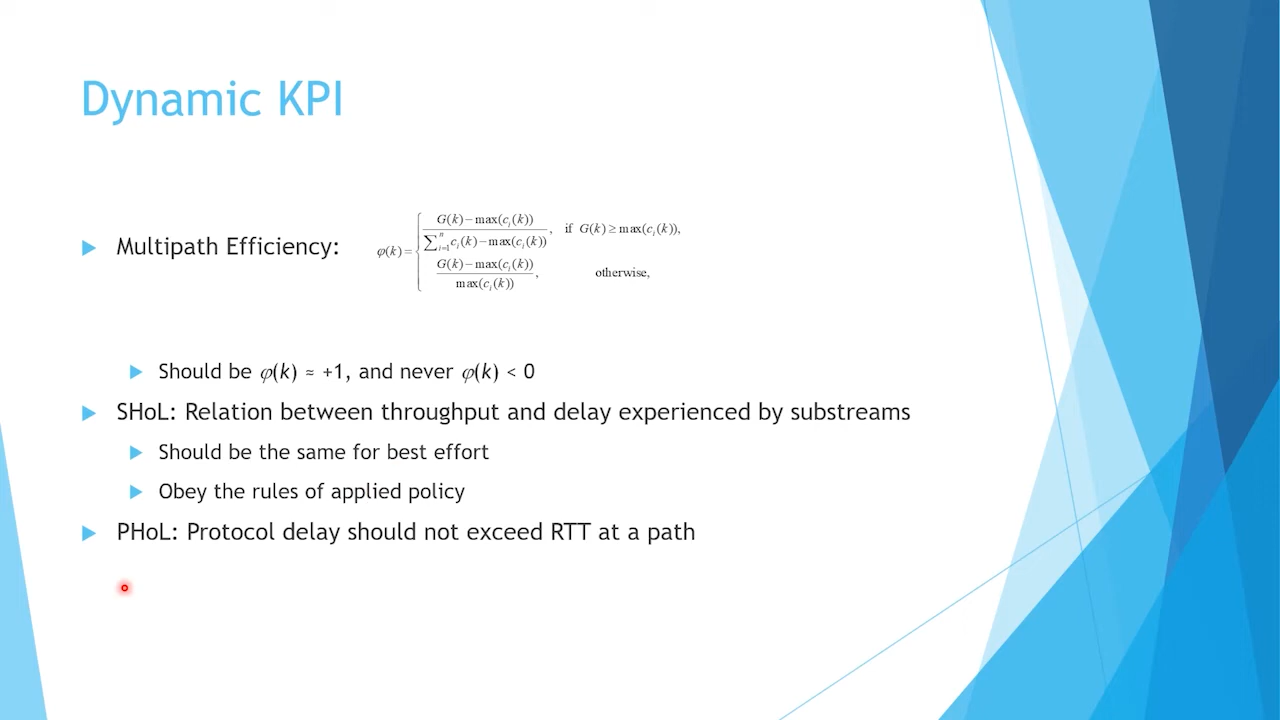 Dynamic KPI
Multipath Efficiency:
φ(k) = { (G(k) − max(c_i(k))) / (∑_{i=1}^{n} c_i(k) − max(c_i(k))), if G(k) ≥ max(c_i(k)),
(G(k) − max(c_i(k))) / max(c_i(k)), otherwise,
Should be φ(k) ≈ +1, and never φ(k) < 0
SHoL: Relation between throughput and delay experienced by substreams
Should be the same for best effort
Obey the rules of applied policy
PHoL: Protocol delay should not exceed RTT at a path